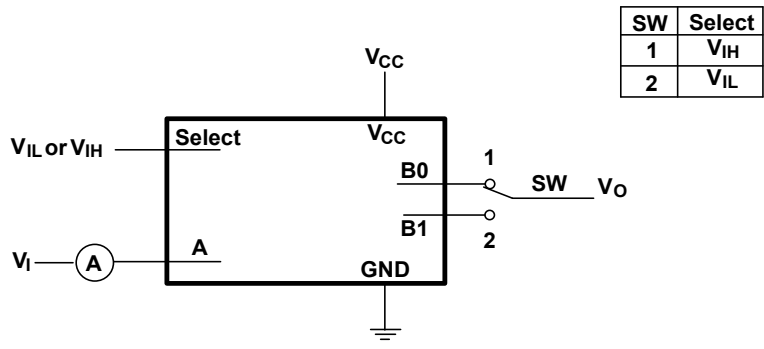 SW Select
1 VIH
2 VIL
VCC
Select
VCC
VIL or VIH
B0
1
SW
VO
B1
2
VI
A
A
GND